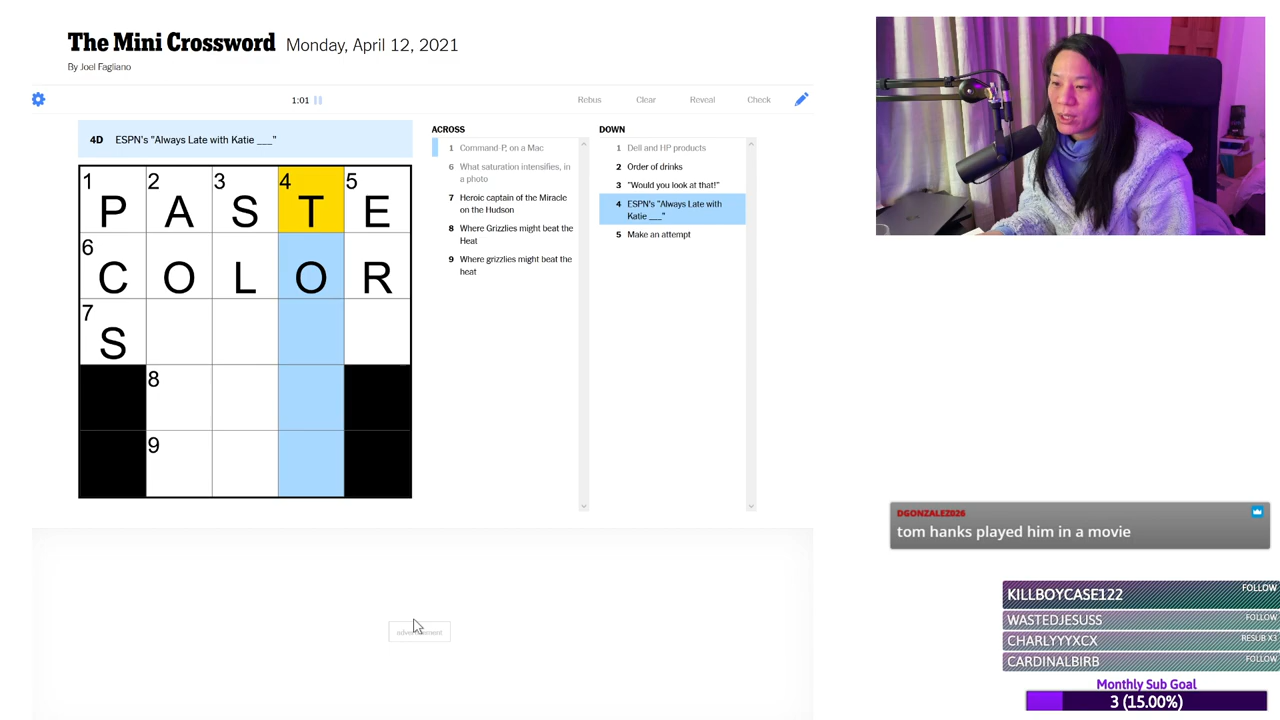 The Mini Crossword Monday, April 12, 2021
By Joel Fagliano
1:01
Rebus Clear Reveal Check
4D ESPN's "Always Late with Katie ___"
1 2 3 4 5
P A S T E
6
C O L O R
7
S
8
9
ACROSS
1 Command-P, on a Mac
6 What saturation intensifies, in
a photo
7 Heroic captain of the Miracle
on the Hudson
8 Where Grizzlies might beat the
Heat
9 Where grizzlies might beat the
heat
DOWN
1 Dell and HP products
2 Order of drinks
3 "Would you look at that!"
4 ESPN's "Always Late with
Katie ___"
5 Make an attempt
advertisement
DGONZALEZ026
tom hanks played him in a movie
KILLBOYCASE122 FOLLOW
WASTEDJESUSS FOLLOW
CHARLYYYXCX RESUB X3
CARDINALBIRB FOLLOW
Monthly Sub Goal
3 (15.00%)